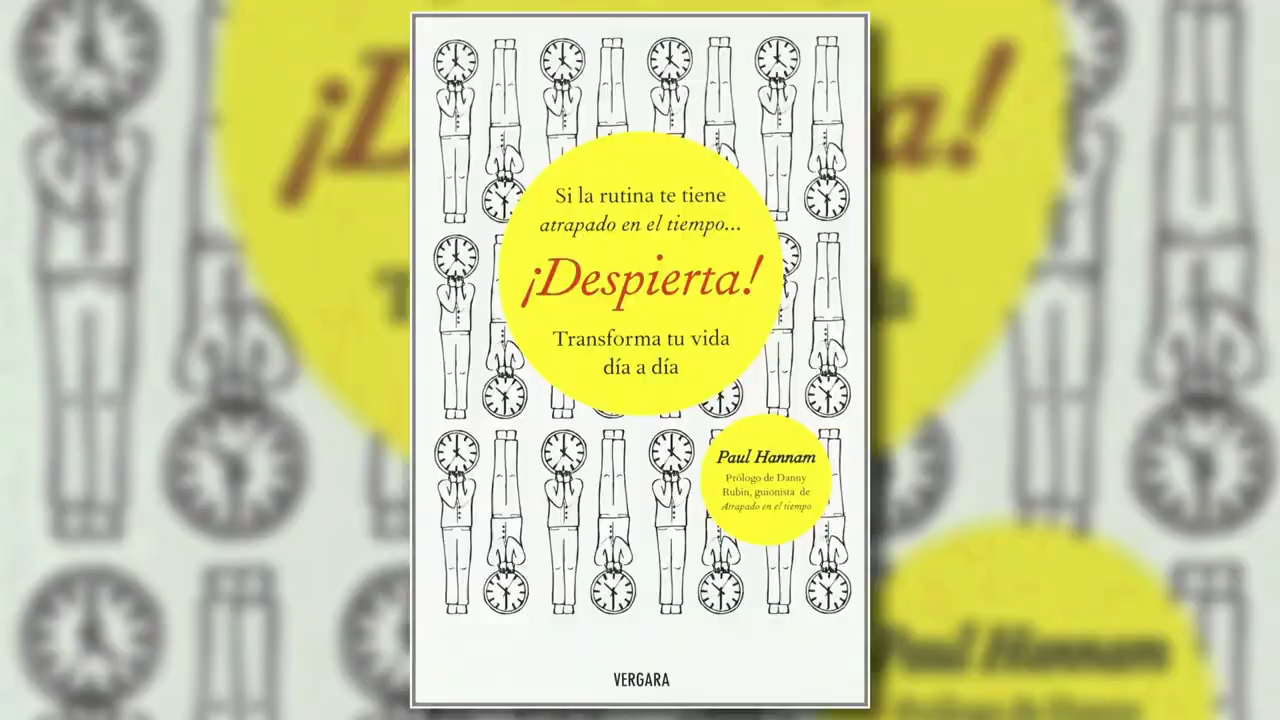 Si la rutina te tiene
atrapado en el tiempo...
¡Despierta!
Transforma tu vida
día a día
Paul Hannam
Prólogo de Danny
Rubin, guionista de
Atrapado en el tiempo
VERGARA